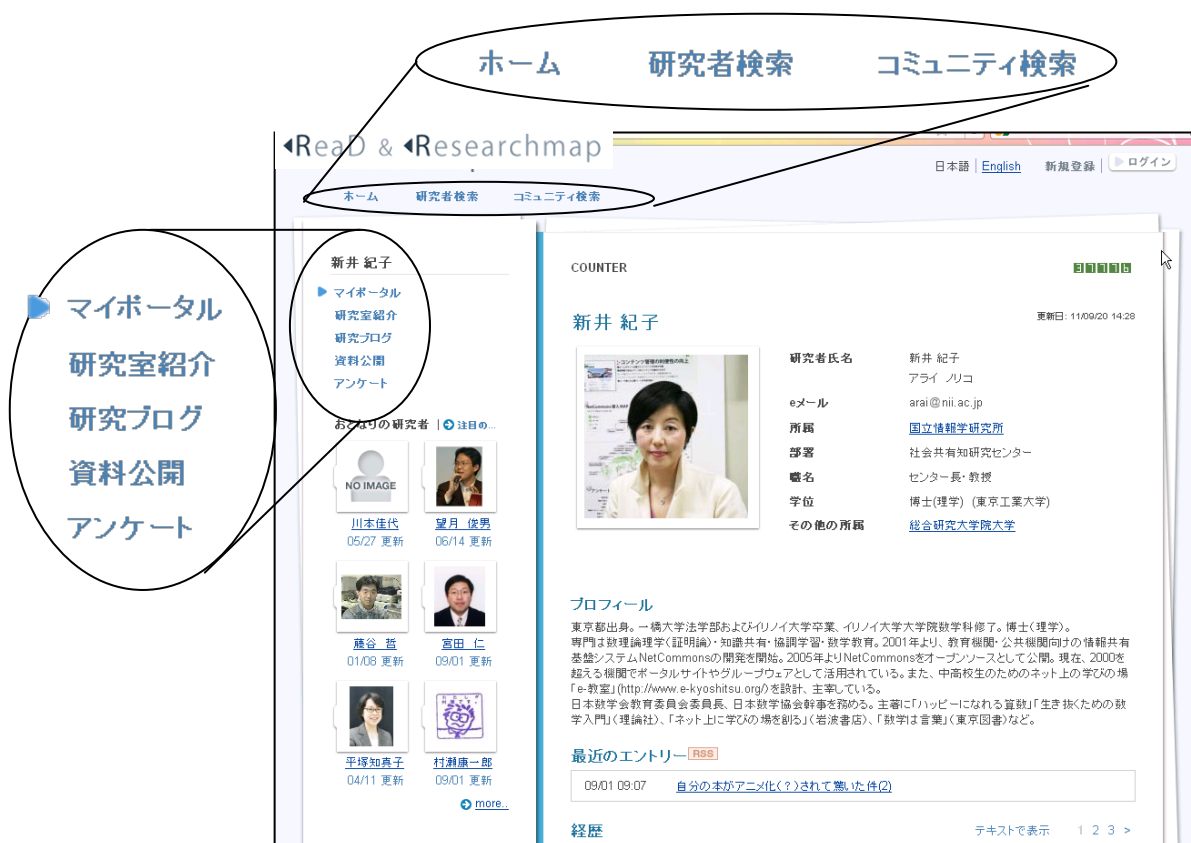 ホーム 研究者検索 コミュニティ検索
ReaD & Researchmap
日本語 English 新規登録 ログイン
ホーム 研究者検索 コミュニティ検索
マイポータル
研究室紹介
研究ブログ
資料公開
アンケート
新井 紀子
マイポータル
研究室紹介
研究ブログ
資料公開
アンケート
おとなりの研究者 注目の...
NO IMAGE
川本佳代 望月 俊男
05/27 更新 06/14 更新
藤谷 哲 宮田 仁
01/08 更新 09/01 更新
平塚知真子 村瀬康一郎
04/11 更新 09/01 更新
more..
COUNTER
新井 紀子
更新日: 11/09/20 14:28
研究者氏名 新井 紀子
アライ ノリコ
eメール arai@nii.ac.jp
所属 国立情報学研究所
部署 社会共有知研究センター
職名 センター長・教授
学位 博士(理学) (東京工業大学)
その他の所属 総合研究大学院大学
プロフィール
東京都出身。一橋大学法学部およびイリノイ大学卒業、イリノイ大学大学院数学科修了。博士(理学)。
専門は数理論理学(証明論)・知識共有・協調学習・数学教育。2001年より、教育機関・公共機関向けの情報共有
基盤システムNetCommonsの開発を開始。2005年よりNetCommonsをオープンソースとして公開。現在、2000を
超える機関でポータルサイトやグループウェアとして活用されている。また、中高校生のためのネット上の学びの場
「e-教室」(http://www.e-kyoshitsu.org/)を設計、主宰している。
日本数学会教育委員会委員長、日本数学協会幹事を務める。主著に「ハッピーになれる算数」「生き抜くための数
学入門」(理論社)、「ネット上に学びの場を創る」(岩波書店)、「数学は言葉」(東京図書)など。
最近のエントリー RSS
09/01 09:07 自分の本がアニメ化(?)されて驚いた件(2)
経歴 テキストで表示 1 2 3 >